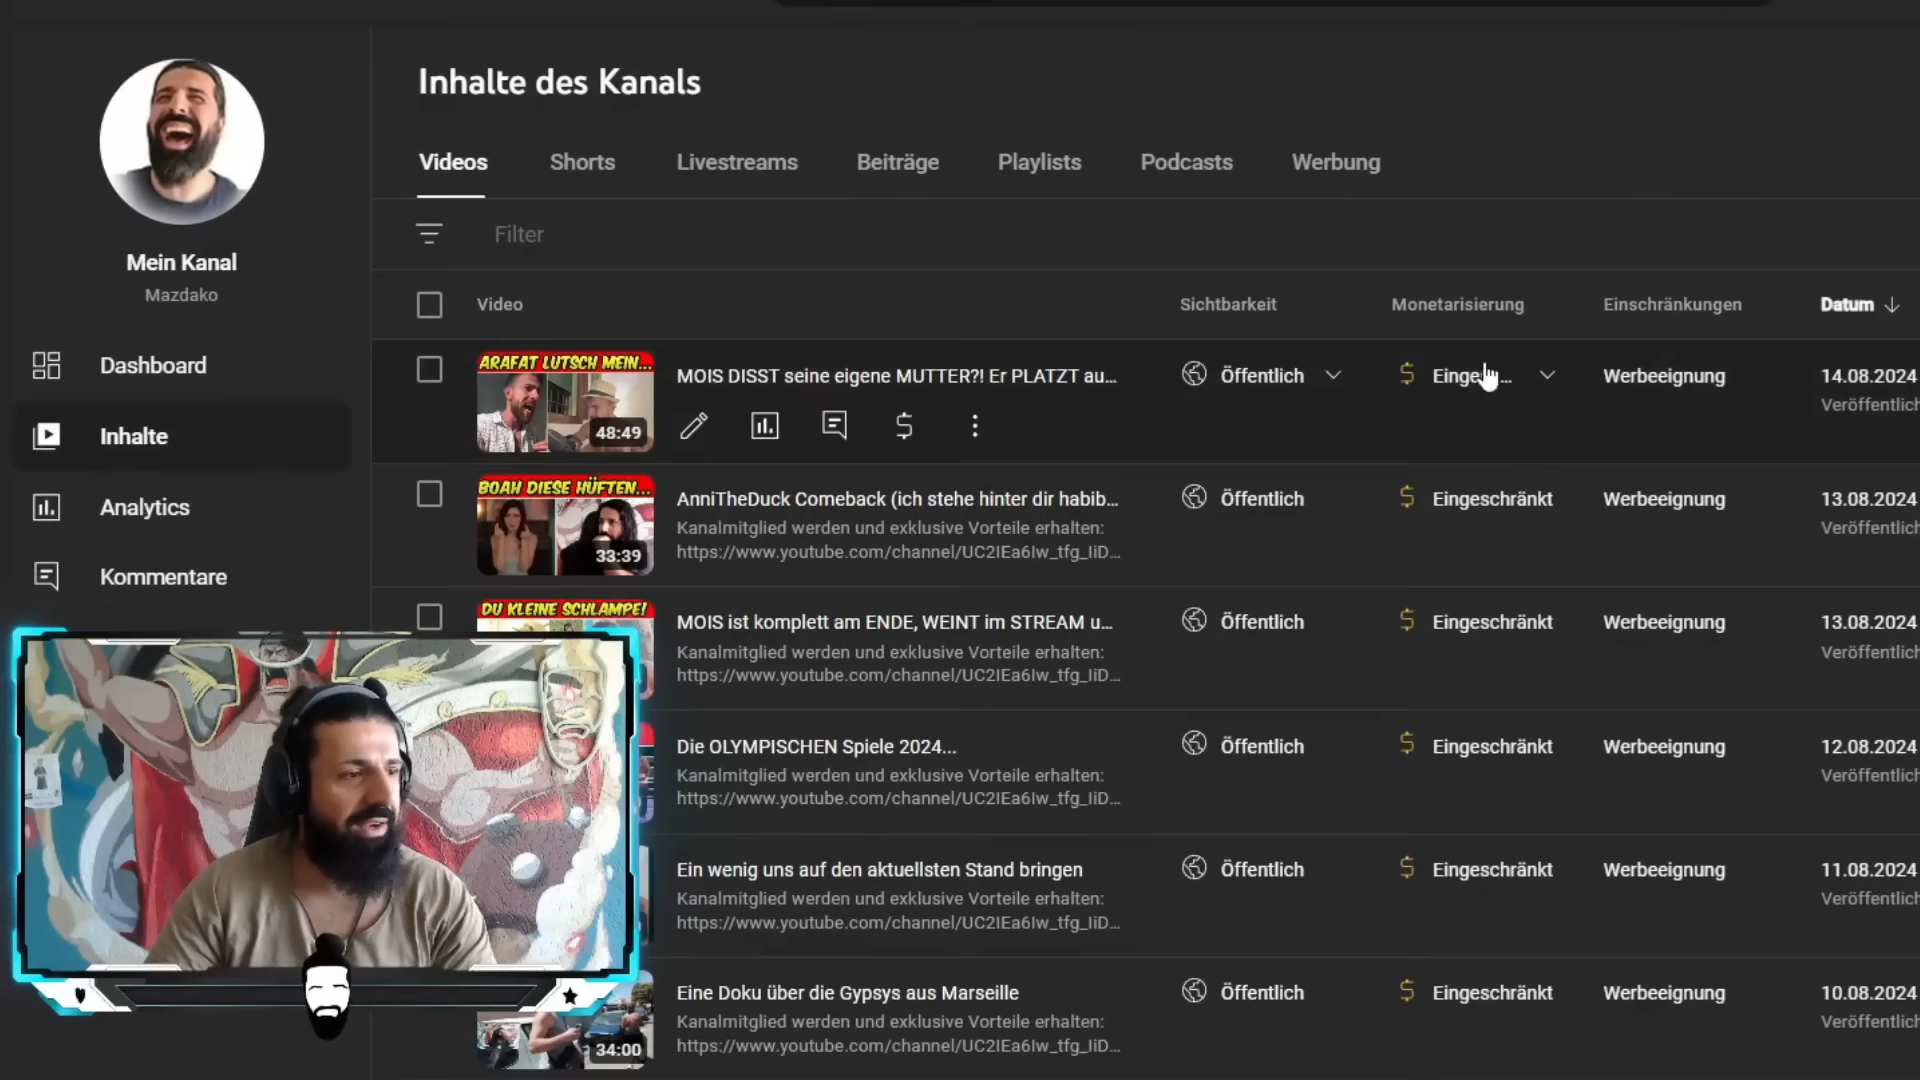 Inhalte des Kanals
Videos Shorts Livestreams Beiträge Playlists Podcasts Werbung
Filter
Mein Kanal
Mazdako
Dashboard
Inhalte
Analytics
Kommentare
Video Sichtbarkeit Monetarisierung Einschränkungen Datum
ARAFAT LUTSCH MEIN...
48:49
MOIS DISST seine eigene MUTTER?! Er PLATZT au...
Öffentlich
Werbeeignung
14.08.2024
Veröffentlich
BOAH DIESE HÜFTEN...
33:39
AnniTheDuck Comeback (ich stehe hinter dir habib...
Kanalmitglied werden und exklusive Vorteile erhalten:
https://www.youtube.com/channel/UC2IEa6Iw_tfg_IiD...
Öffentlich
Eingeschränkt
Werbeeignung
13.08.2024
Veröffentlich
DU KLEINE SCHLAMPE!
MOIS ist komplett am ENDE, WEINT im STREAM u...
Kanalmitglied werden und exklusive Vorteile erhalten:
https://www.youtube.com/channel/UC2IEa6Iw_tfg_IiD...
Öffentlich
Eingeschränkt
Werbeeignung
13.08.2024
Veröffentlich
Die OLYMPISCHEN Spiele 2024...
Kanalmitglied werden und exklusive Vorteile erhalten:
https://www.youtube.com/channel/UC2IEa6Iw_tfg_IiD...
Öffentlich
Eingeschränkt
Werbeeignung
12.08.2024
Veröffentlich
Ein wenig uns auf den aktuellsten Stand bringen
Kanalmitglied werden und exklusive Vorteile erhalten:
https://www.youtube.com/channel/UC2IEa6Iw_tfg_IiD...
Öffentlich
Eingeschränkt
Werbeeignung
11.08.2024
Veröffentlich
34:00
Eine Doku über die Gypsys aus Marseille
Kanalmitglied werden und exklusive Vorteile erhalten:
https://www.youtube.com/channel/UC2IEa6Iw_tfg_IiD...
Öffentlich
Eingeschränkt
Werbeeignung
10.08.2024
Veröffentlich